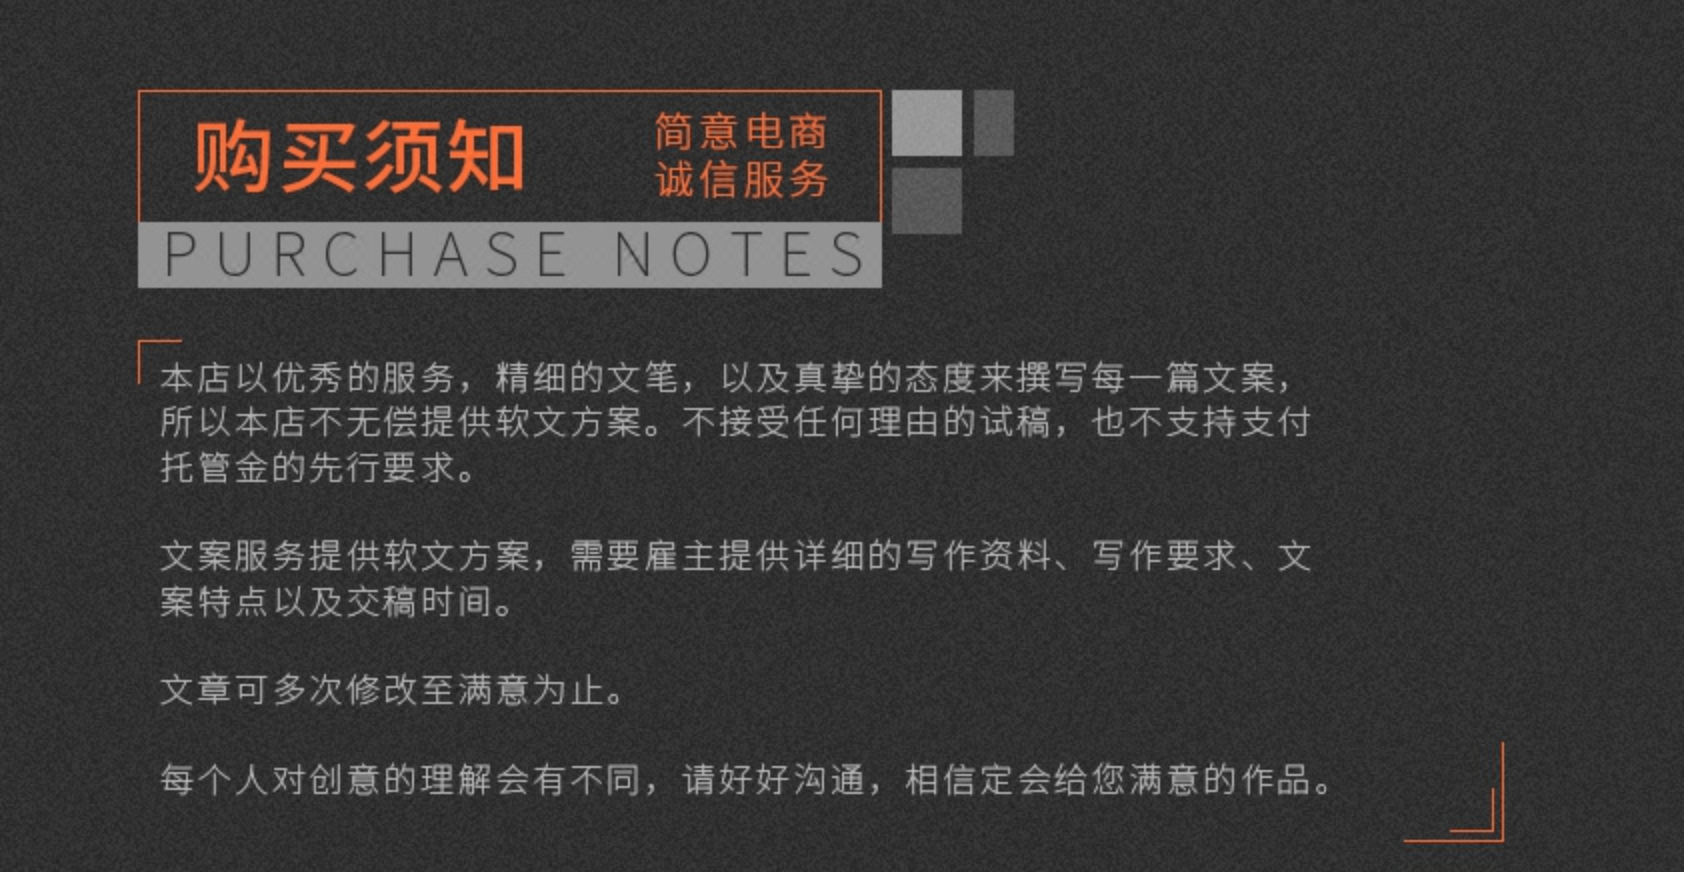 购买须知
简意电商
诚信服务
PURCHASE NOTES
本店以优秀的服务，精细的文笔，以及真挚的态度来撰写每一篇文案，
所以本店不无偿提供软文方案。不接受任何理由的试稿，也不支持支付
托管金的先行要求。
文案服务提供软文方案，需要雇主提供详细的写作资料、写作要求、文
案特点以及交稿时间。
文章可多次修改至满意为止。
每个人对创意的理解会有不同，请好好沟通，相信定会给您满意的作品。